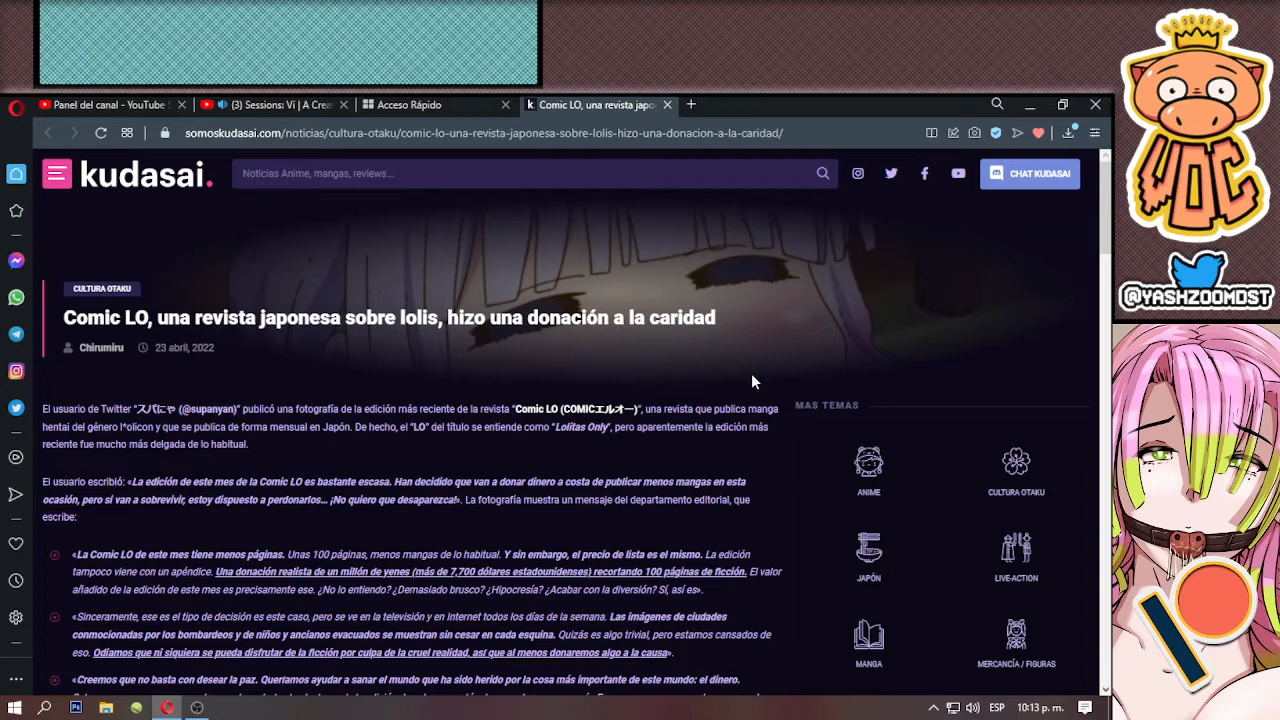 Panel del canal - YouTube S
(3) Sessions: Vi | A Crea
Acceso Rápido
Comic LO, una revista japo
somoskudasai.com/noticias/cultura-otaku/comic-lo-una-revista-japonesa-sobre-lolis-hizo-una-donacion-a-la-caridad/
kudasai.
Noticias Anime, mangas, reviews...
CHAT KUDASAI
CULTURA OTAKU
Comic LO, una revista japonesa sobre lolis, hizo una donación a la caridad
Chirumiru 23 abril, 2022
El usuario de Twitter "スパにゃ (@supanyan)" publicó una fotografía de la edición más reciente de la revista "Comic LO (COMICエルオー)", una revista que publica manga
hentai del género l*olicon y que se publica de forma mensual en Japón. De hecho, el "LO" del título se entiende como "Lolitas Only", pero aparentemente la edición más
reciente fue mucho más delgada de lo habitual.
El usuario escribió: «La edición de este mes de la Comic LO es bastante escasa. Han decidido que van a donar dinero a costa de publicar menos mangas en esta
ocasión, pero si van a sobrevivir, estoy dispuesto a perdonarlos... ¡No quiero que desaparezca!». La fotografía muestra un mensaje del departamento editorial, que
escribe:
«La Comic LO de este mes tiene menos páginas. Unas 100 páginas, menos mangas de lo habitual. Y sin embargo, el precio de lista es el mismo. La edición
tampoco viene con un apéndice. Una donación realista de un millón de yenes (más de 7,700 dólares estadounidenses) recortando 100 páginas de ficción. El valor
añadido de la edición de este mes es precisamente ese. ¿No lo entiendo? ¿Demasiado brusco? ¿Hipocresía? ¿Acabar con la diversión? Sí, así es».
«Sinceramente, ese es el tipo de decisión es este caso, pero se ve en la televisión y en Internet todos los días de la semana. Las imágenes de ciudades
conmocionadas por los bombardeos y de niños y ancianos evacuados se muestran sin cesar en cada esquina. Quizás es algo trivial, pero estamos cansados de
eso. Odiamos que ni siquiera se pueda disfrutar de la ficción por culpa de la cruel realidad, así que al menos donaremos algo a la causa».
«Creemos que no basta con desear la paz. Queríamos ayudar a sanar el mundo que ha sido herido por la cosa más importante de este mundo: el dinero.
MAS TEMAS
ANIME
CULTURA OTAKU
JAPÓN
LIVE-ACTION
MANGA
MERCANCÍA / FIGURAS
@YASHZOOMDST
ESP
10:13 p. m.